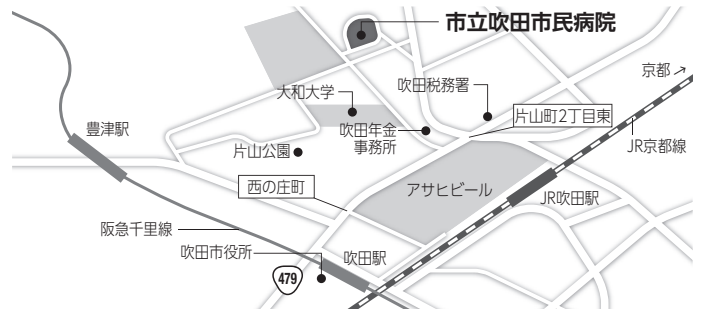 市立吹田市民病院
京都
大和大学
吹田税務署
片山町2丁目東
豊津駅
吹田年金
事務所
JR京都線
片山公園
西の庄町
アサヒビール
JR吹田駅
阪急千里線
吹田市役所
吹田駅
479